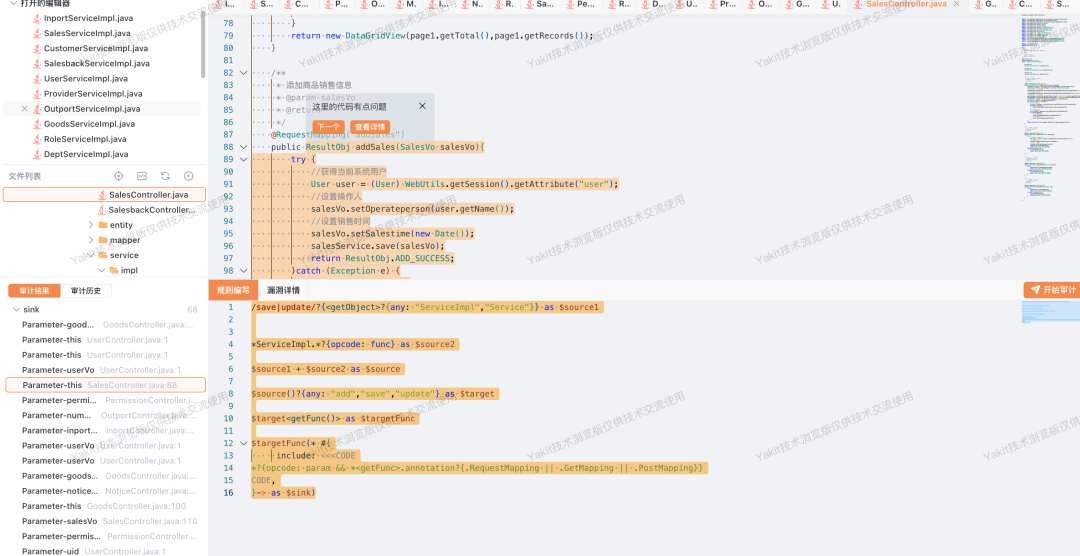 打开的编辑器
InportServiceImpl.java
SalesServiceImpl.java
CustomerServiceImpl.java
SalesbackServiceImpl.java
UserServiceImpl.java
ProviderServiceImpl.java
OutportServiceImpl.java
GoodsServiceImpl.java
RoleServiceImpl.java
DeptServiceImpl.java
文件列表
SalesController.java
SalesbackController...
entity
mapper
service
impl
审计结果 审计历史
sink 68
Parameter-good... GoodsController.java:...
Parameter-this UserController.java:1
Parameter-this UserController.java:1
Parameter-userVo UserController.java:1
Parameter-this SalesController.java:88
Parameter-permi... PermissionController.j
Parameter-num... OutportController.java
Parameter-inport... InportController.java:...
Parameter-userVo UserController.java:1
Parameter-userVo UserController.java:1
Parameter-goods... GoodsController.java:...
Parameter-notice... NoticeController.java:...
Parameter-this GoodsController.java:100
Parameter-salesVo SalesController.java:110
Parameter-permis... PermissionController....
Parameter-uid UserController.java:1
SalesController.java
78 }
79 return new DataGridView(page1.getTotal(),page1.getRecords());
80 }
81
82 /**
83 * 添加商品销售信息
84 * @param salesVo
85 * @retu
86 */
87 @RequestMapping("addSales")
88 public ResultObj addSales(SalesVo salesVo){
89 try {
90 //获得当前系统用户
91 User user = (User) WebUtils.getSession().getAttribute("user");
92 //设置操作人
93 salesVo.setOperateperson(user.getName());
94 //设置销售时间
95 salesVo.setSalestime(new Date());
96 salesService.save(salesVo);
97 return ResultObj.ADD_SUCCESS;
98 }catch (Exception e) {
这里的代码有点问题
下一个 查看详情
规则编写 漏洞详情 开始审计
1 /save|update/?{<getObject>?{any: "ServiceImpl","Service"}} as $source1
2
3
4 *ServiceImpl.*?{opcode: func} as $source2
5
6 $source1 + $source2 as $source
7
8 $source()?{any: "add","save","update"} as $target
9
10 $target<getFunc()> as $targetFunc
11
12 $targetFunc(* #{
13 include: <<<CODE
14 *?{opcode: param && *<getFunc>.annotation?{.RequestMapping || .GetMapping || .PostMapping}}
15 CODE,
16 }-> as $sink)
Yakit技术浏览版仅供技术交流使用